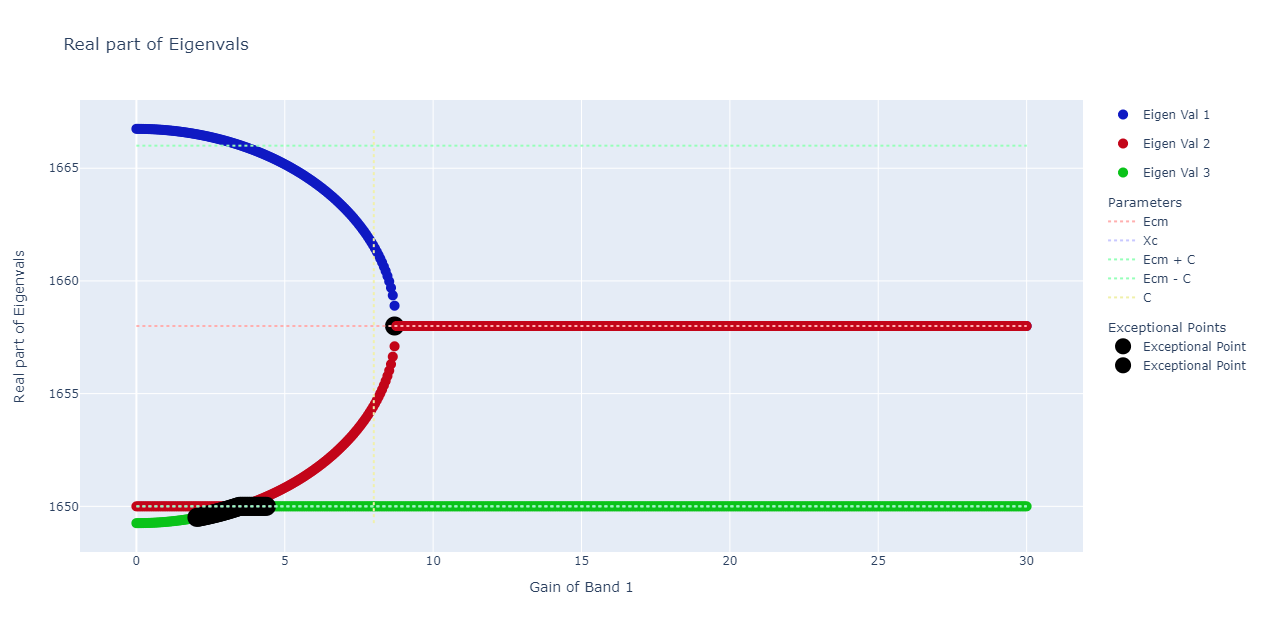 Real part of Eigenvals
Real part of Eigenvals
1665
1660
1655
1650
0 5 10 15 20 25 30
Gain of Band 1
Eigen Val 1
Eigen Val 2
Eigen Val 3
Parameters
Ecm
Xc
Ecm + C
Ecm - C
C
Exceptional Points
Exceptional Point
Exceptional Point